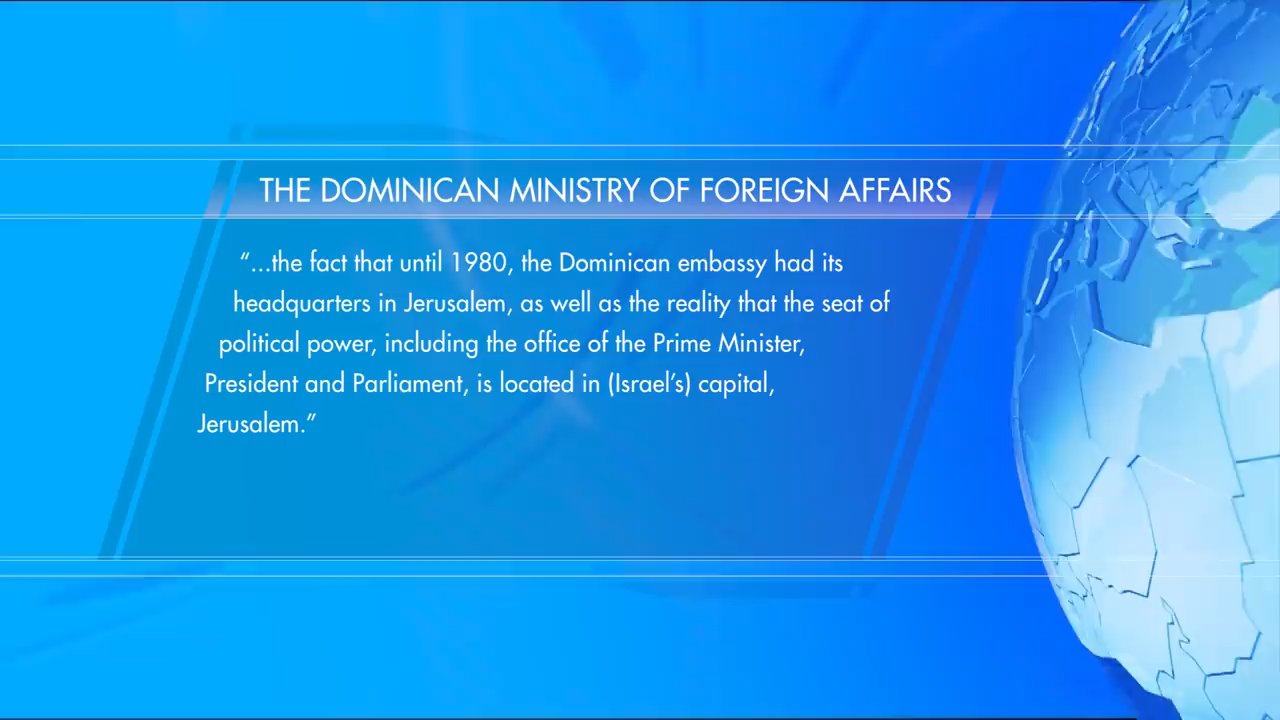 THE DOMINICAN MINISTRY OF FOREIGN AFFAIRS
“...the fact that until 1980, the Dominican embassy had its
headquarters in Jerusalem, as well as the reality that the seat of
political power, including the office of the Prime Minister,
President and Parliament, is located in (Israel’s) capital,
Jerusalem.”